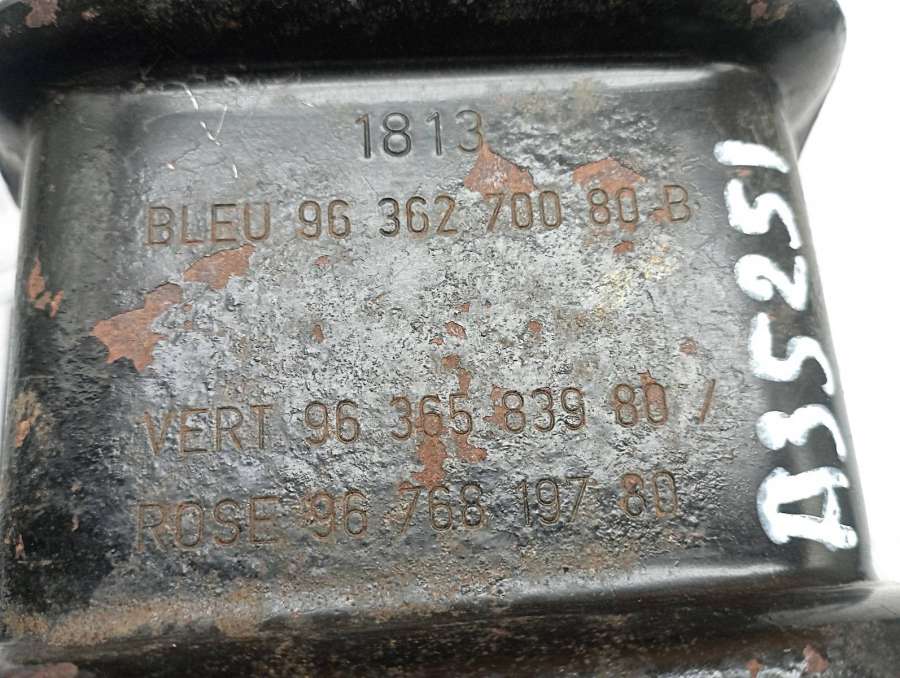 1813
BLEU 96 362 700 80-B
VERT 96 365 839 80 /
ROSE 96 768 197 80
A35251